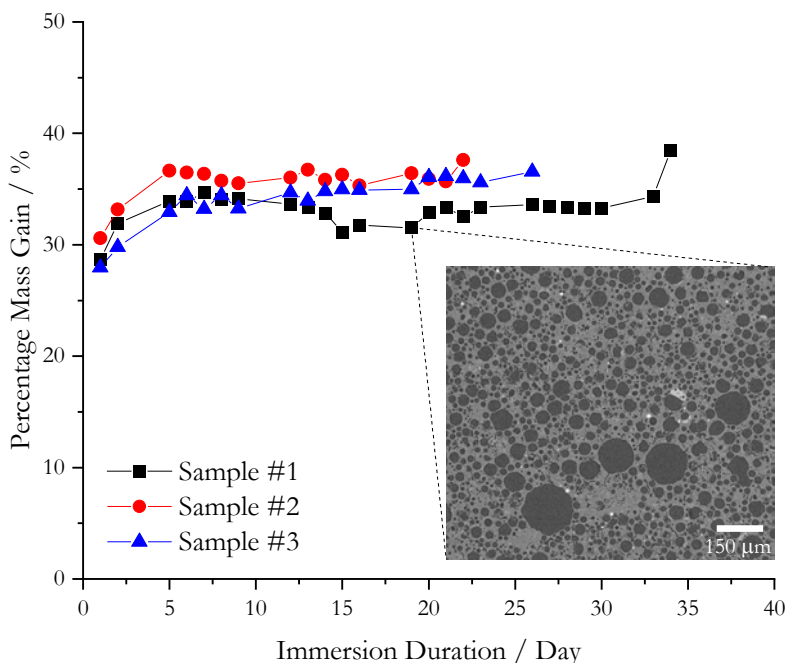 50
40
30
20
10
0
Percentage Mass Gain / %
Sample #1
Sample #2
Sample #3
150 μm
0 5 10 15 20 25 30 35 40
Immersion Duration / Day